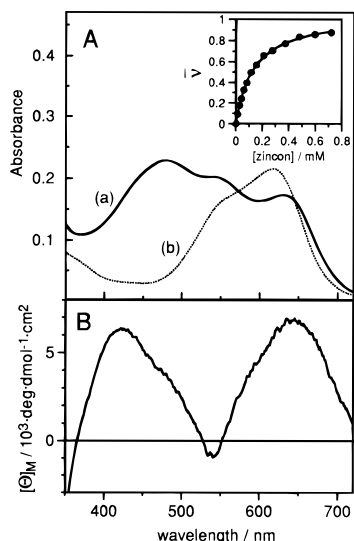 A
Absorbance
0.4
0.3
0.2
0.1
(a)
(b)
ν̄
1
0.8
0.6
0.4
0.2
0
0 0.2 0.4 0.6 0.8
[zincon] / mM
B
[Θ]M / 10³·deg·dmol-1·cm2
5
0
400 500 600 700
wavelength / nm